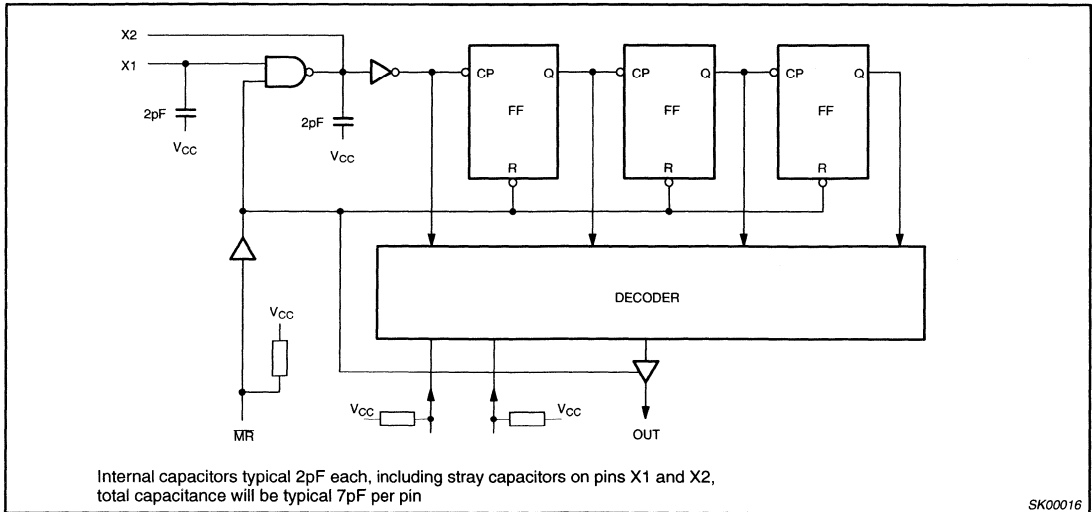 X2
X1
2pF
VCC
2pF
VCC
CP
Q
FF
R
CP
Q
FF
R
CP
Q
FF
R
DECODER
VCC
MR
VCC
VCC
OUT
Internal capacitors typical 2pF each, including stray capacitors on pins X1 and X2,
total capacitance will be typical 7pF per pin
SK00016